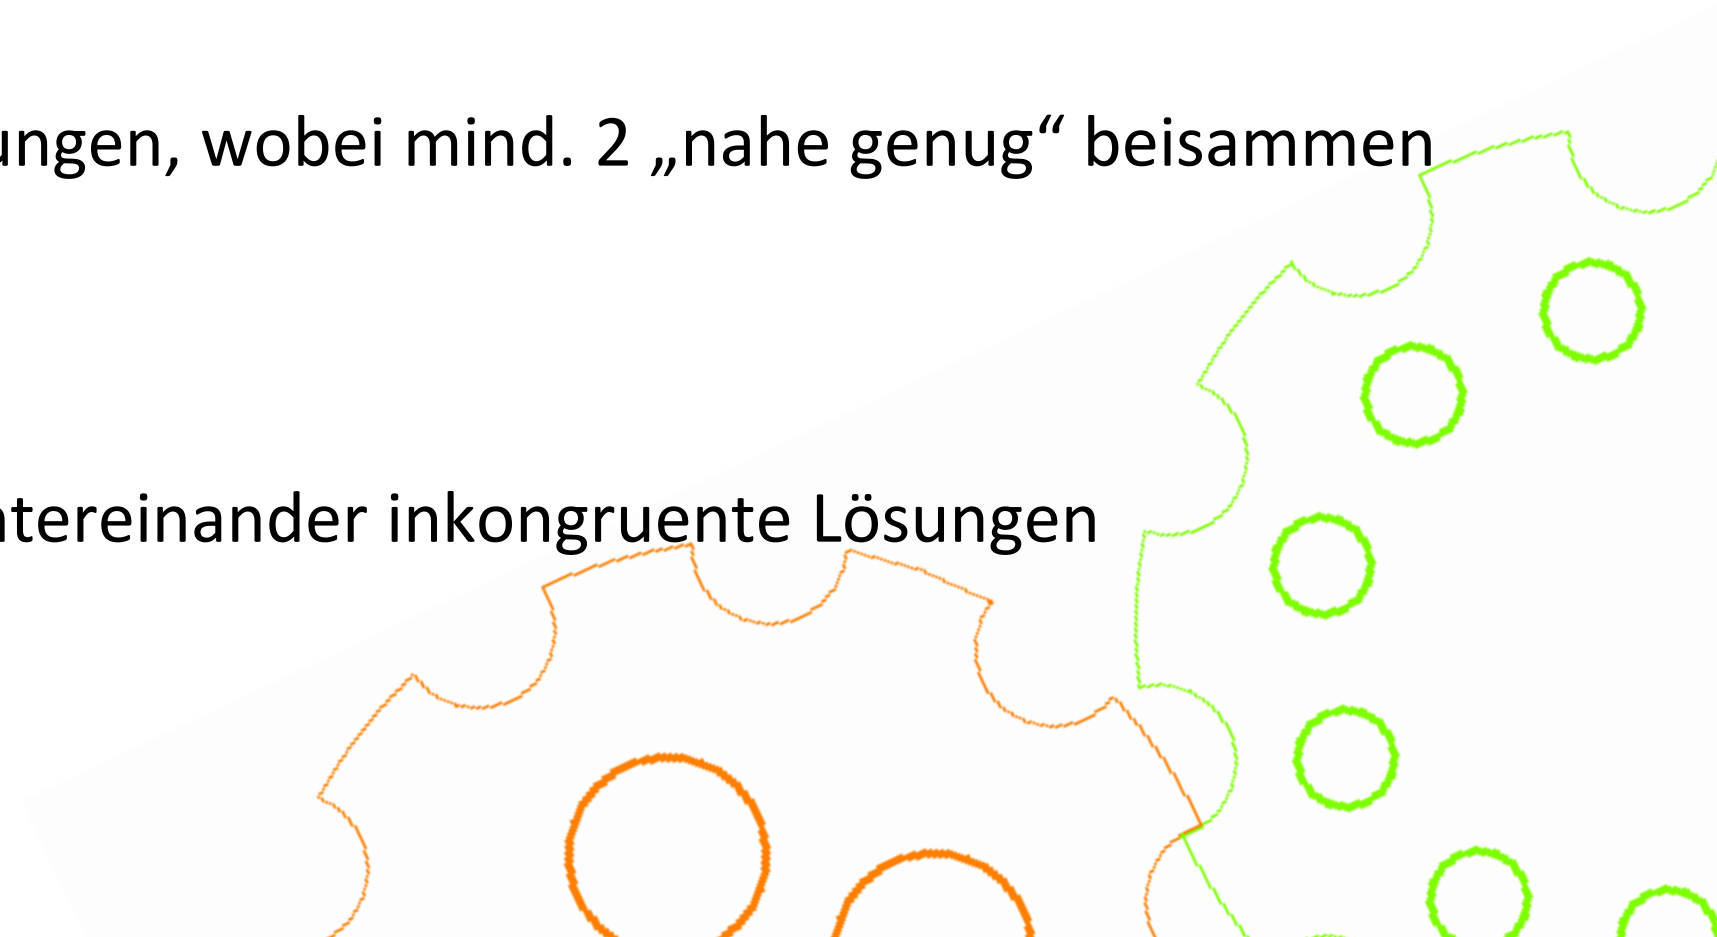 ungen, wobei mind. 2 „nahe genug“ beisammen
ntereinander inkongruente Lösungen